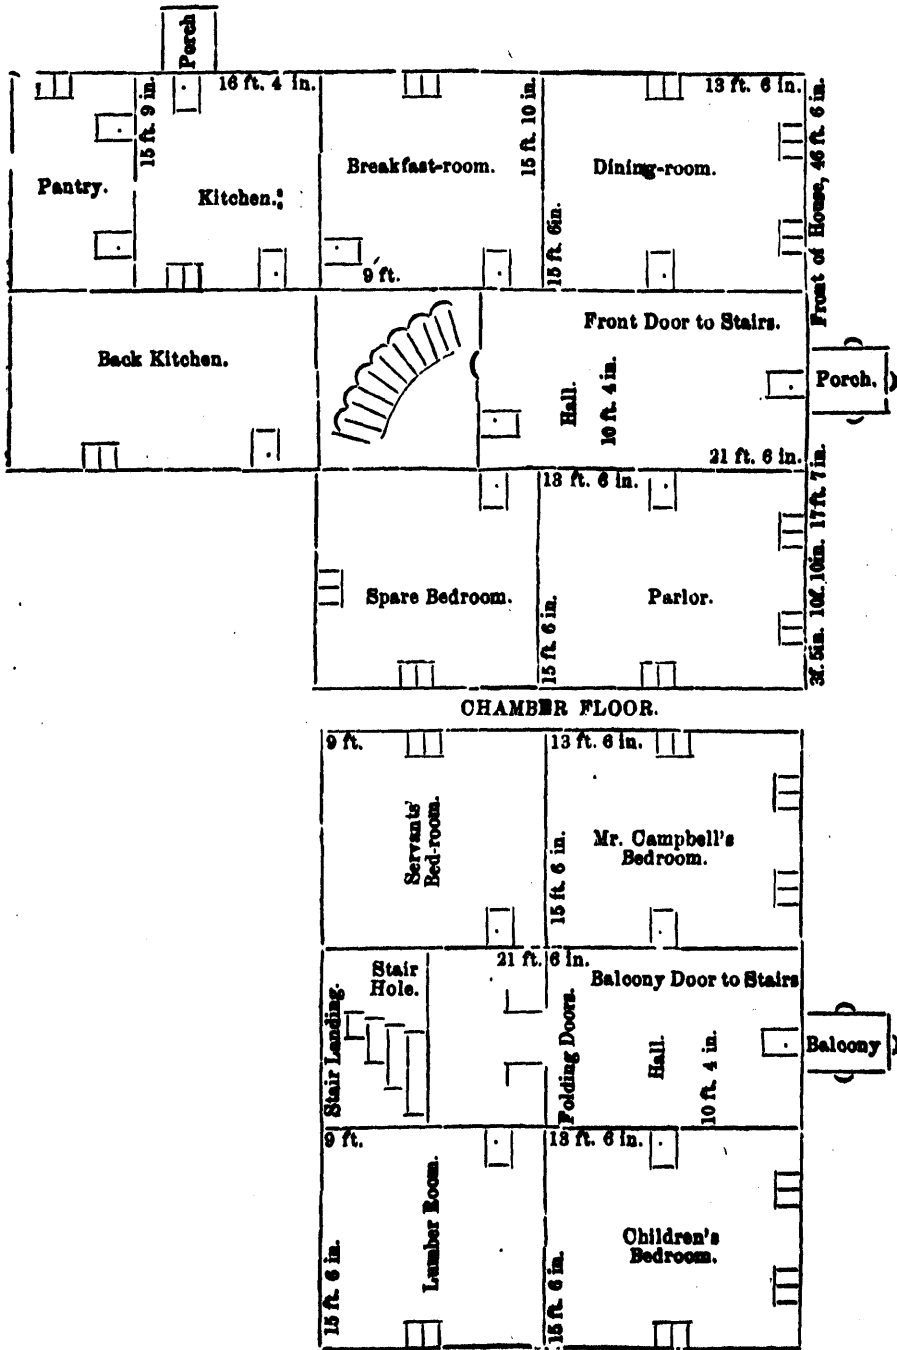 Porch
16 ft. 4 in.
13 ft. 6 in.
15 ft. 9 in.
15 ft. 10 in.
Pantry.
Kitchen.
Breakfast-room.
Dining-room.
9 ft.
15 ft. 6in.
Front of House, 46 ft. 6 in.
Back Kitchen.
Front Door to Stairs.
Hall.
10 ft. 4 in.
Porch.
21 ft. 6 in.
13 ft. 6 in.
Spare Bedroom.
Parlor.
15 ft. 6 in.
3f. 5in. 10f. 10in. 17 ft. 7 in.
CHAMBER FLOOR.
9 ft.
13 ft. 6 in.
Servants'
Bed-room.
Mr. Campbell's
Bedroom.
15 ft. 6 in.
21 ft. 6 in.
Stair
Hole.
Balcony Door to Stairs
Stair Landing.
Folding Doors.
Hall.
10 ft. 4 in.
Balcony
9 ft.
13 ft. 6 in.
Lumber Room.
Children's
Bedroom.
15 ft. 6 in.
15 ft. 6 in.